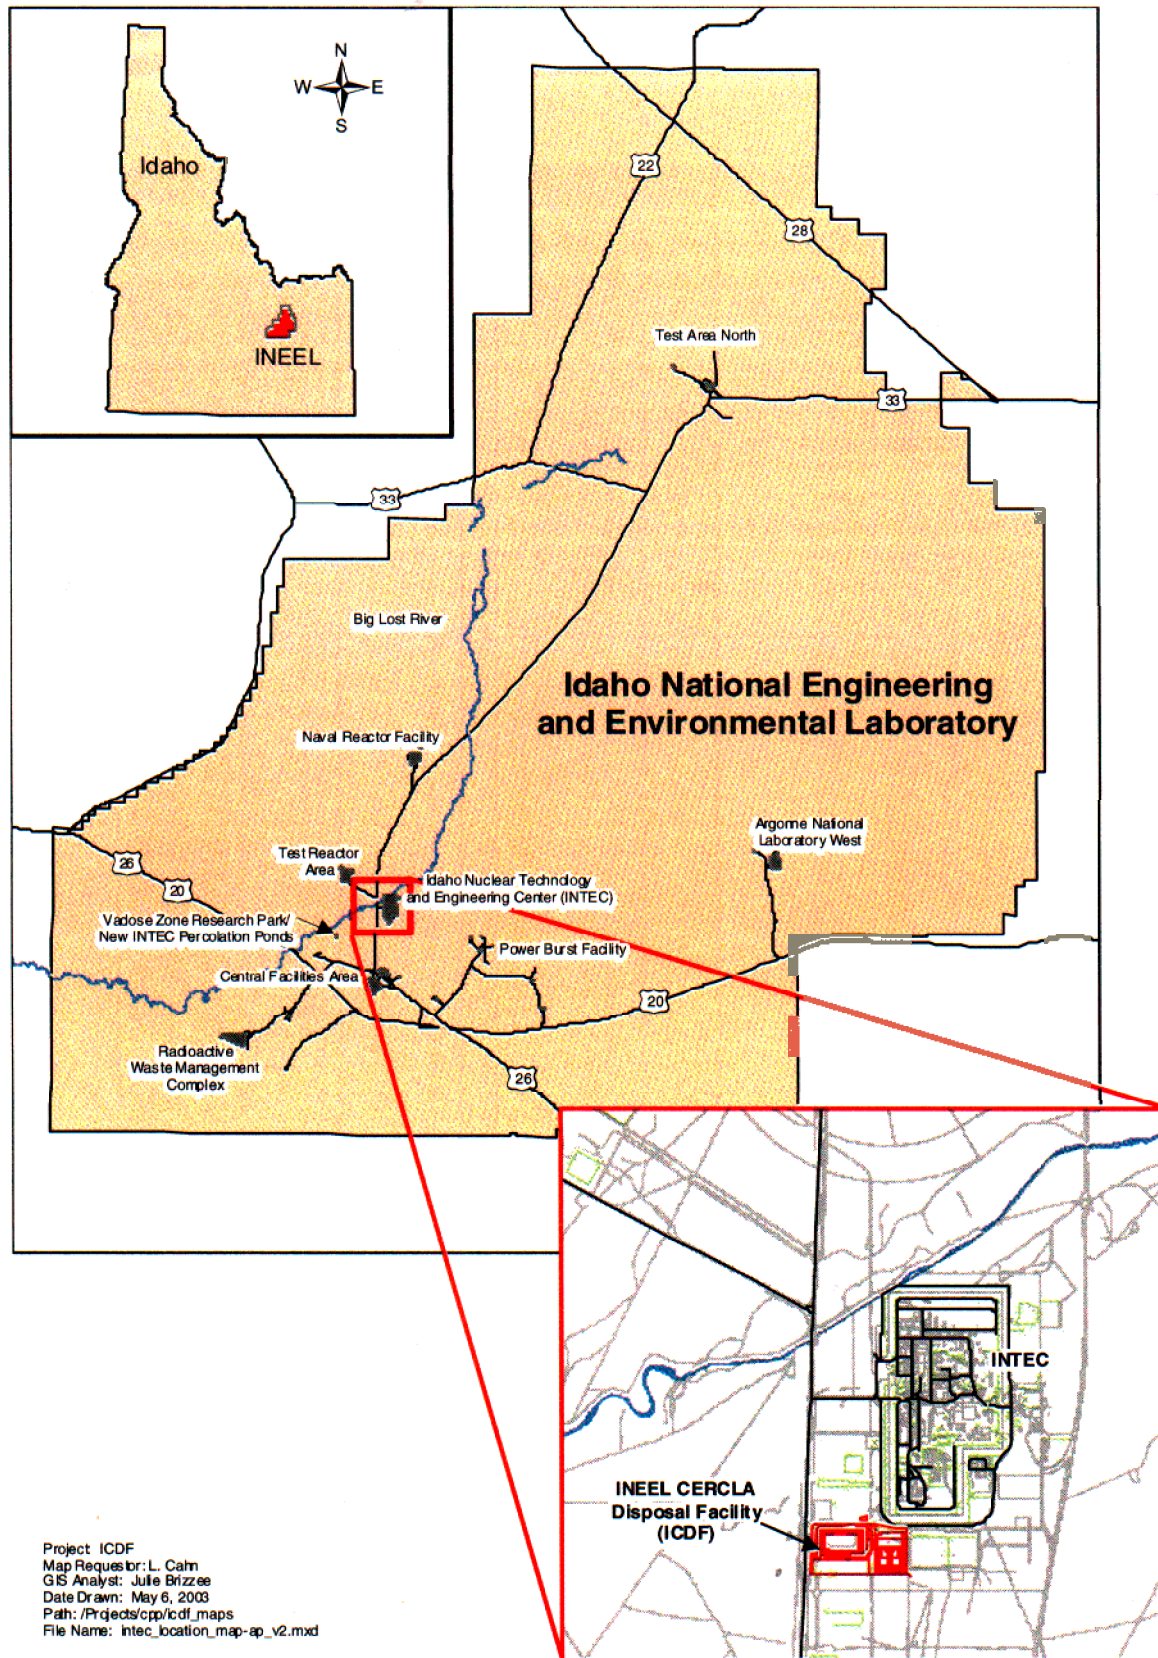 N
W E
S
Idaho
INEEL
22
28
Test Area North
33
33
Big Lost River
Idaho National Engineering
and Environmental Laboratory
Naval Reactor Facility
Argonne National
Laboratory West
Test Reactor
Area
26
20
Idaho Nuclear Technology
and Engineering Center (INTEC)
Vadose Zone Research Park/
New INTEC Percolation Ponds
Power Burst Facility
Central Facilities Area
20
Radioactive
Waste Management
Complex
26
INTEC
INEEL CERCLA
Disposal Facility
(ICDF)
Project: ICDF
Map Requestor: L. Cahn
GIS Analyst: Julie Brizzee
Date Drawn: May 6, 2003
Path: /Projects/cpp/icdf_maps
File Name: intec_location_map-ap_v2.mxd